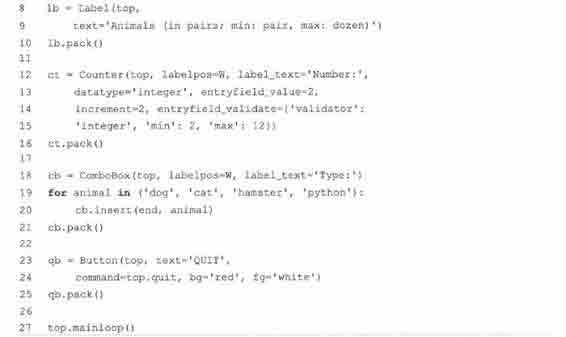 8 lb = Label(top,
9 text='Animals (in pairs; min: pair, max: dozen)')
10 lb.pack()
11
12 ct = Counter(top, labelpos=W, label_text='Number:',
13 datatype='integer', entryfield_value=2,
14 increment=2, entryfield_validate={'validator':
15 'integer', 'min': 2, 'max': 12})
16 ct.pack()
17
18 cb = ComboBox(top, labelpos=W, label_text='Type:')
19 for animal in ('dog', 'cat', 'hamster', 'python'):
20 cb.insert(end, animal)
21 cb.pack()
22
23 qb = Button(top, text='QUIT',
24 command=top.quit, bg='red', fg='white')
25 qb.pack()
26
27 top.mainloop()